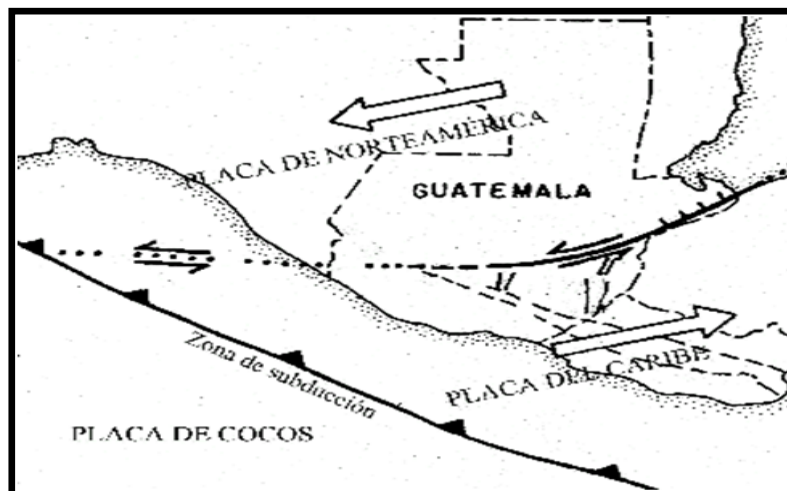 PLACA DE NORTEAMÉRICA
GUATEMALA
PLACA DEL CARIBE
Zona de subducción
PLACA DE COCOS